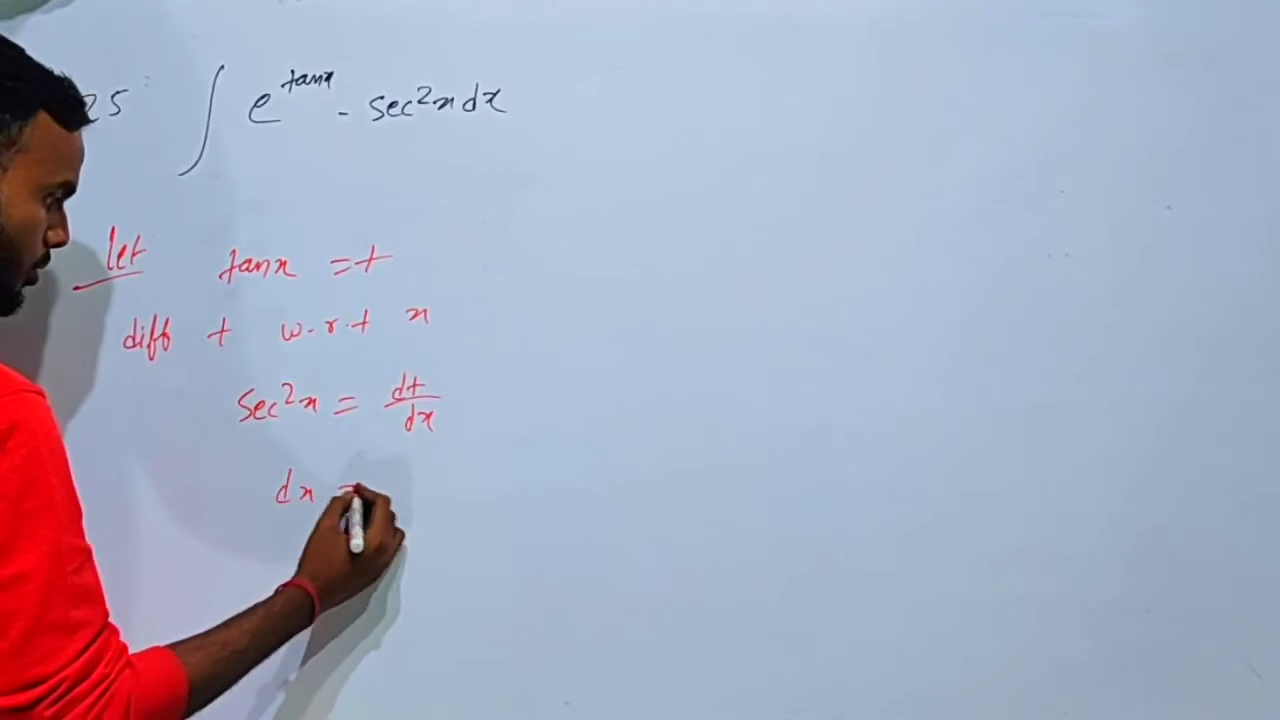 25 ∫ e^tanx - sec²x dx
let tanx = t
diff t w.r.t x
sec²x = dt/dx
dx =